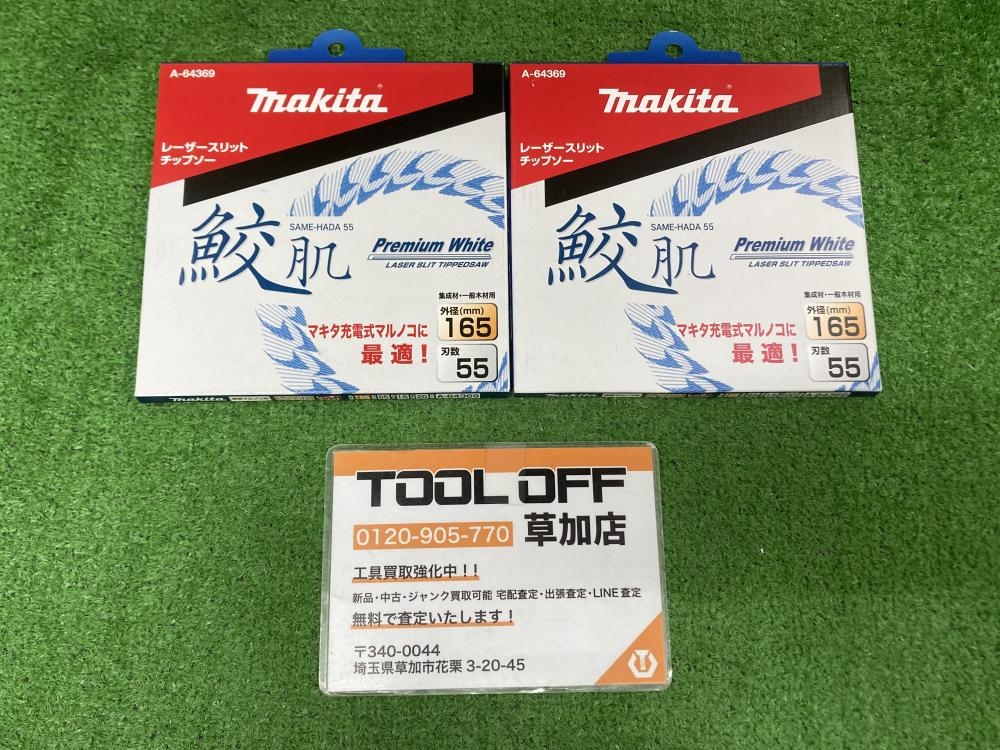 A-64369
makita
レーザースリット
チップソー
鮫肌
SAME-HADA 55
Premium White
LASER SLIT TIPPEDSAW
集成材・一般木材用
外径(mm)
165
マキタ充電式マルノコに
最適!
刃数
55
makita
A-64369
A-64369
makita
レーザースリット
チップソー
鮫肌
SAME-HADA 55
Premium White
LASER SLIT TIPPEDSAW
集成材・一般木材用
外径(mm)
165
マキタ充電式マルノコに
最適!
刃数
55
makita
TOOL OFF
0120-905-770 草加店
工具買取強化中!!
新品・中古・ジャンク買取可能 宅配査定・出張査定・LINE査定
無料で査定いたします!
〒340-0044
埼玉県草加市花栗 3-20-45